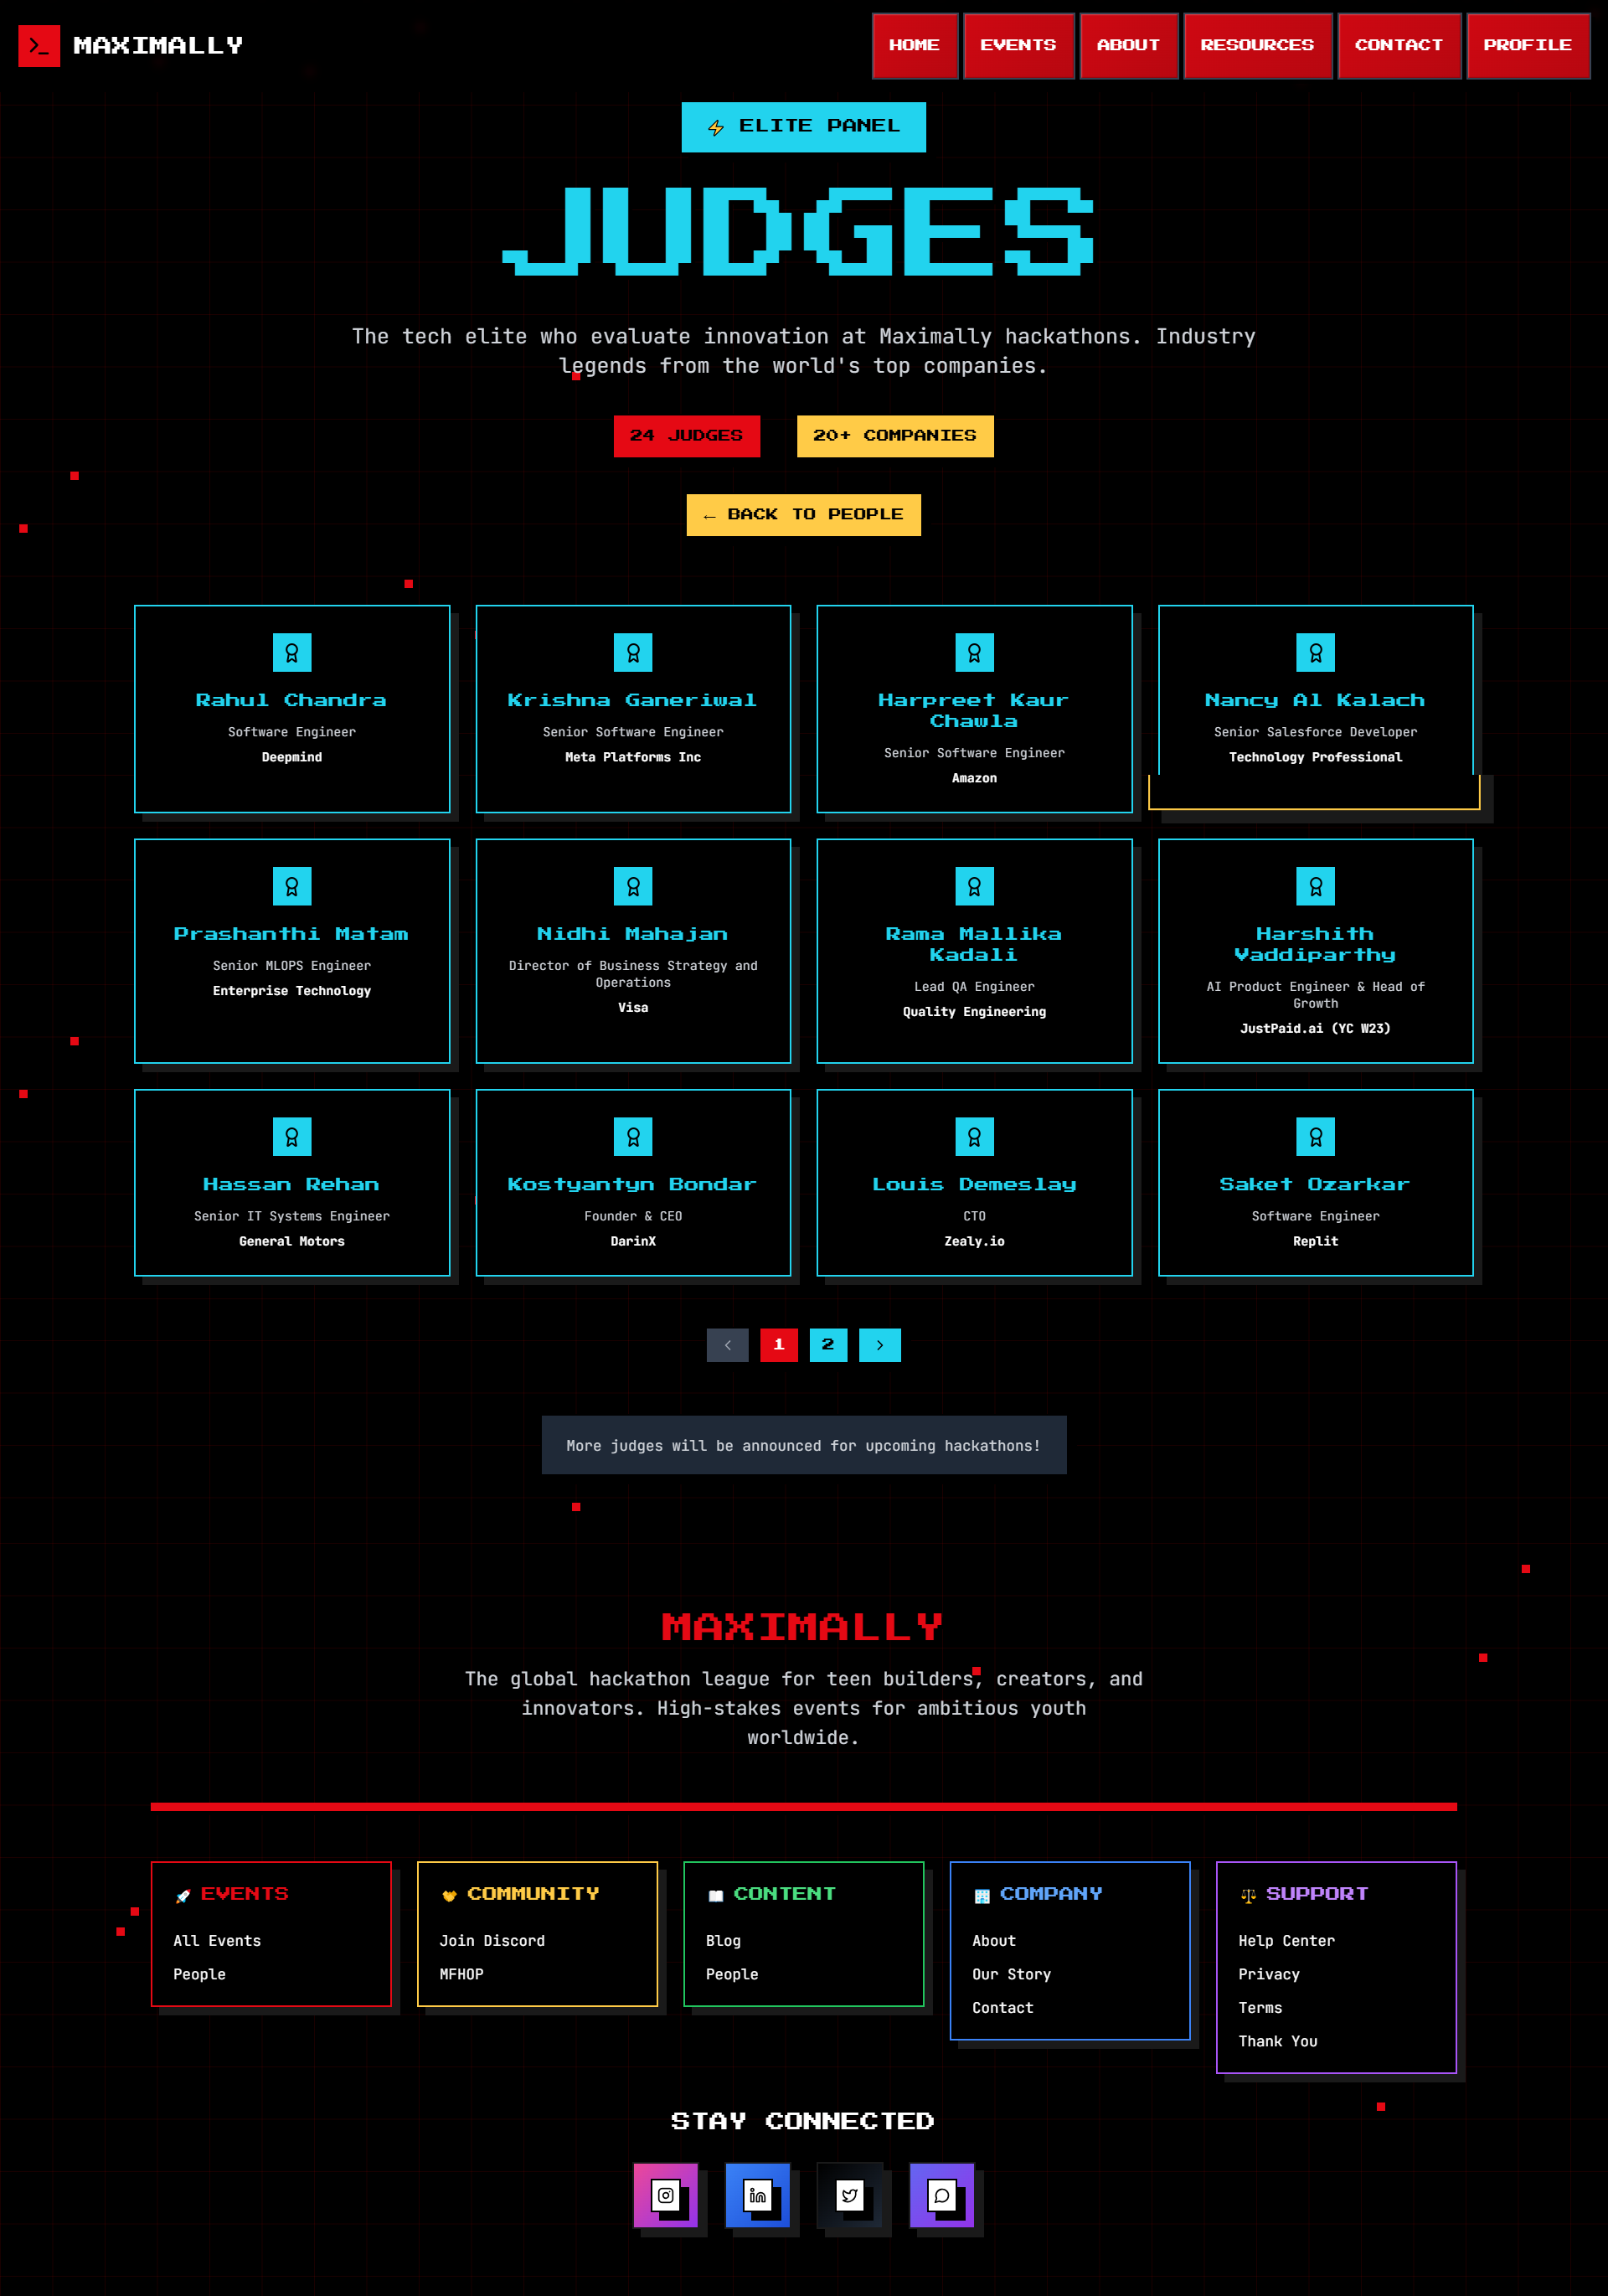 MAXIMALLY
HOME EVENTS ABOUT RESOURCES CONTACT PROFILE
⚡ ELITE PANEL
JUDGES
The tech elite who evaluate innovation at Maximally hackathons. Industry
legends from the world's top companies.
24 JUDGES 20+ COMPANIES
← BACK TO PEOPLE
Rahul Chandra
Software Engineer
Deepmind
Krishna Ganeriwal
Senior Software Engineer
Meta Platforms Inc
Harpreet Kaur
Chawla
Senior Software Engineer
Amazon
Nancy Al Kalach
Senior Salesforce Developer
Technology Professional
Prashanthi Matam
Senior MLOPS Engineer
Enterprise Technology
Nidhi Mahajan
Director of Business Strategy and
Operations
Visa
Rama Mallika
Kadali
Lead QA Engineer
Quality Engineering
Harshith
Vaddiparthy
AI Product Engineer & Head of
Growth
JustPaid.ai (YC W23)
Hassan Rehan
Senior IT Systems Engineer
General Motors
Kostyantyn Bondar
Founder & CEO
DarinX
Louis Demeslay
CTO
Zealy.io
Saket Ozarkar
Software Engineer
Replit
1 2
More judges will be announced for upcoming hackathons!
MAXIMALLY
The global hackathon league for teen builders, creators, and
innovators. High-stakes events for ambitious youth
worldwide.
EVENTS
All Events
People
COMMUNITY
Join Discord
MFHOP
CONTENT
Blog
People
COMPANY
About
Our Story
Contact
SUPPORT
Help Center
Privacy
Terms
Thank You
STAY CONNECTED